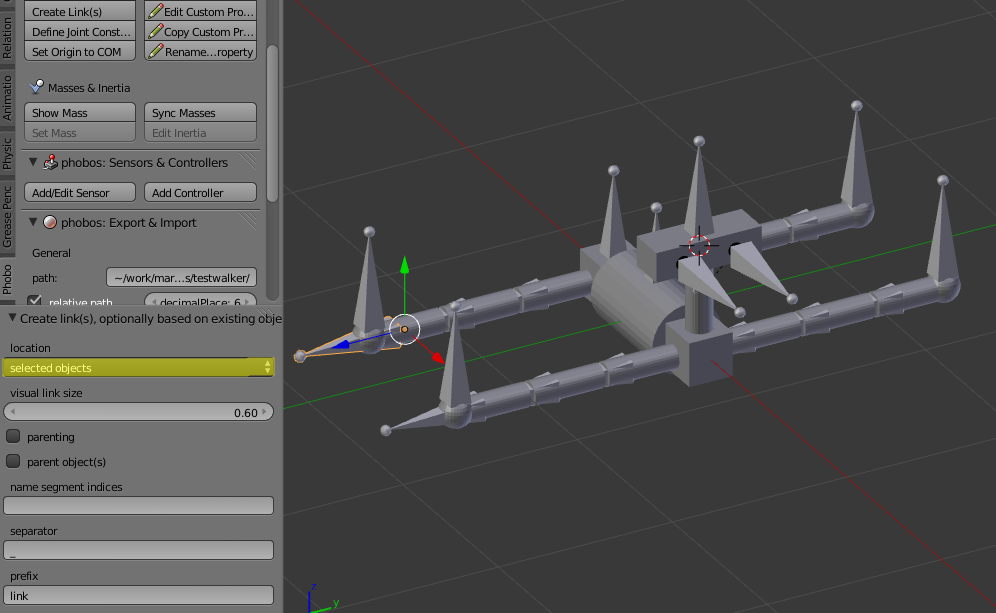 Relation
Animatio
Physic
Grease Penc
Phobo
Create Link(s)
Edit Custom Pro...
Define Joint Const...
Copy Custom Pr...
Set Origin to COM
Rename...roperty
Masses & Inertia
Show Mass
Sync Masses
Set Mass
Edit Inertia
phobos: Sensors & Controllers
Add/Edit Sensor
Add Controller
phobos: Export & Import
General
path:
~/work/mar...s/testwalker/
relative path
decimalPlace: 6
Create link(s), optionally based on existing obje
location
selected objects
visual link size
0.60
parenting
parent object(s)
name segment indices
separator
_
prefix
link
z
y